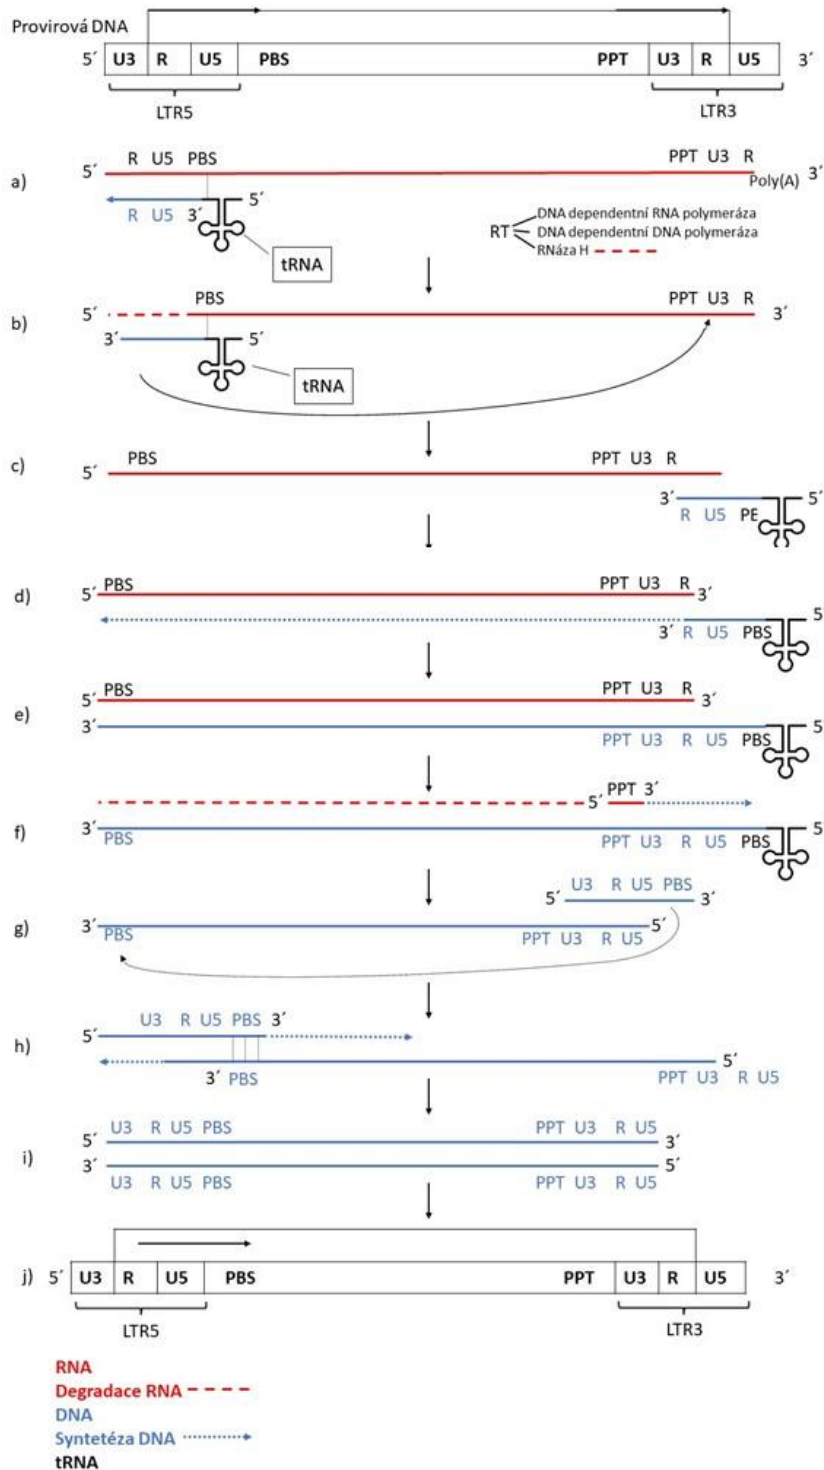 Provirová DNA
5´ U3 R U5 PBS PPT U3 R U5 3´
LTR5 LTR3
R U5 PBS PPT U3 R
5´ 3´
a) Poly(A)
5´
R U5 3´
DNA dependentní RNA polymeráza
RT DNA dependentní DNA polymeráza
RNáza H
tRNA
PBS PPT U3 R
5´ 3´
b)
3´ 5´
tRNA
PBS PPT U3 R
c) 5´
3´ 5´
R U5 PE
PBS PPT U3 R
d) 5´ 3´
5´
3´ R U5 PBS
PBS PPT U3 R
5´ 3´
e)
3´ 5´
PPT U3 R U5 PBS
PPT 3´
5´
f) 3´ 5´
PBS PPT U3 R U5 PBS
U3 R U5 PBS
5´ 3´
g) 3´ 5´
PBS PPT U3 R U5
U3 R U5 PBS 3´
5´
h) 5´
3´ PBS PPT U3 R U5
U3 R U5 PBS PPT U3 R U5
5´ 3´
i)
3´ 5´
U3 R U5 PBS PPT U3 R U5
j) 5´ U3 R U5 PBS PPT U3 R U5 3´
LTR5 LTR3
RNA
Degradace RNA
DNA
Syntetéza DNA
tRNA